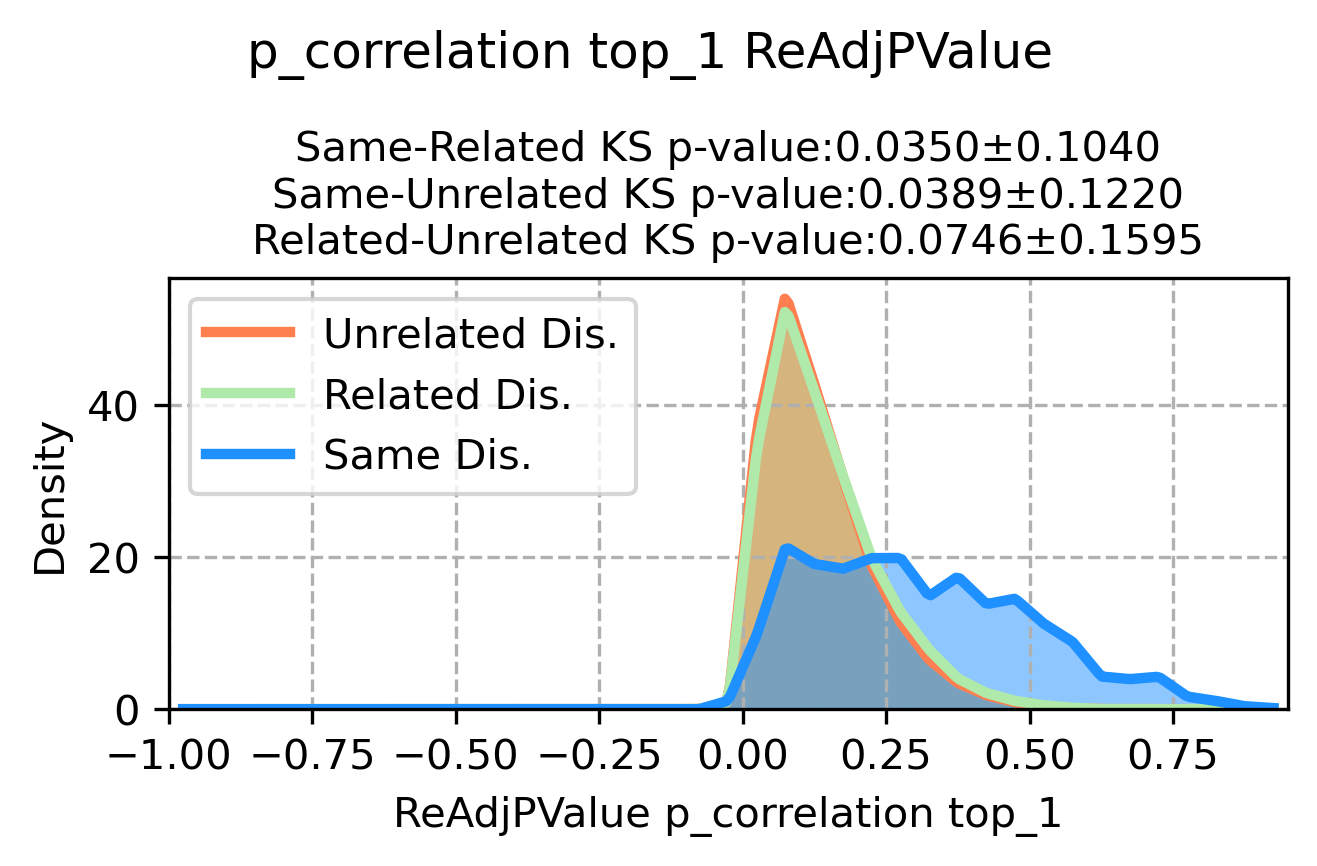 p_correlation top_1 ReAdjPValue
Same-Related KS p-value:0.0350±0.1040
Same-Unrelated KS p-value:0.0389±0.1220
Related-Unrelated KS p-value:0.0746±0.1595
Unrelated Dis.
Related Dis.
Same Dis.
Density
40
20
0
−1.00 −0.75 −0.50 −0.25 0.00 0.25 0.50 0.75
ReAdjPValue p_correlation top_1